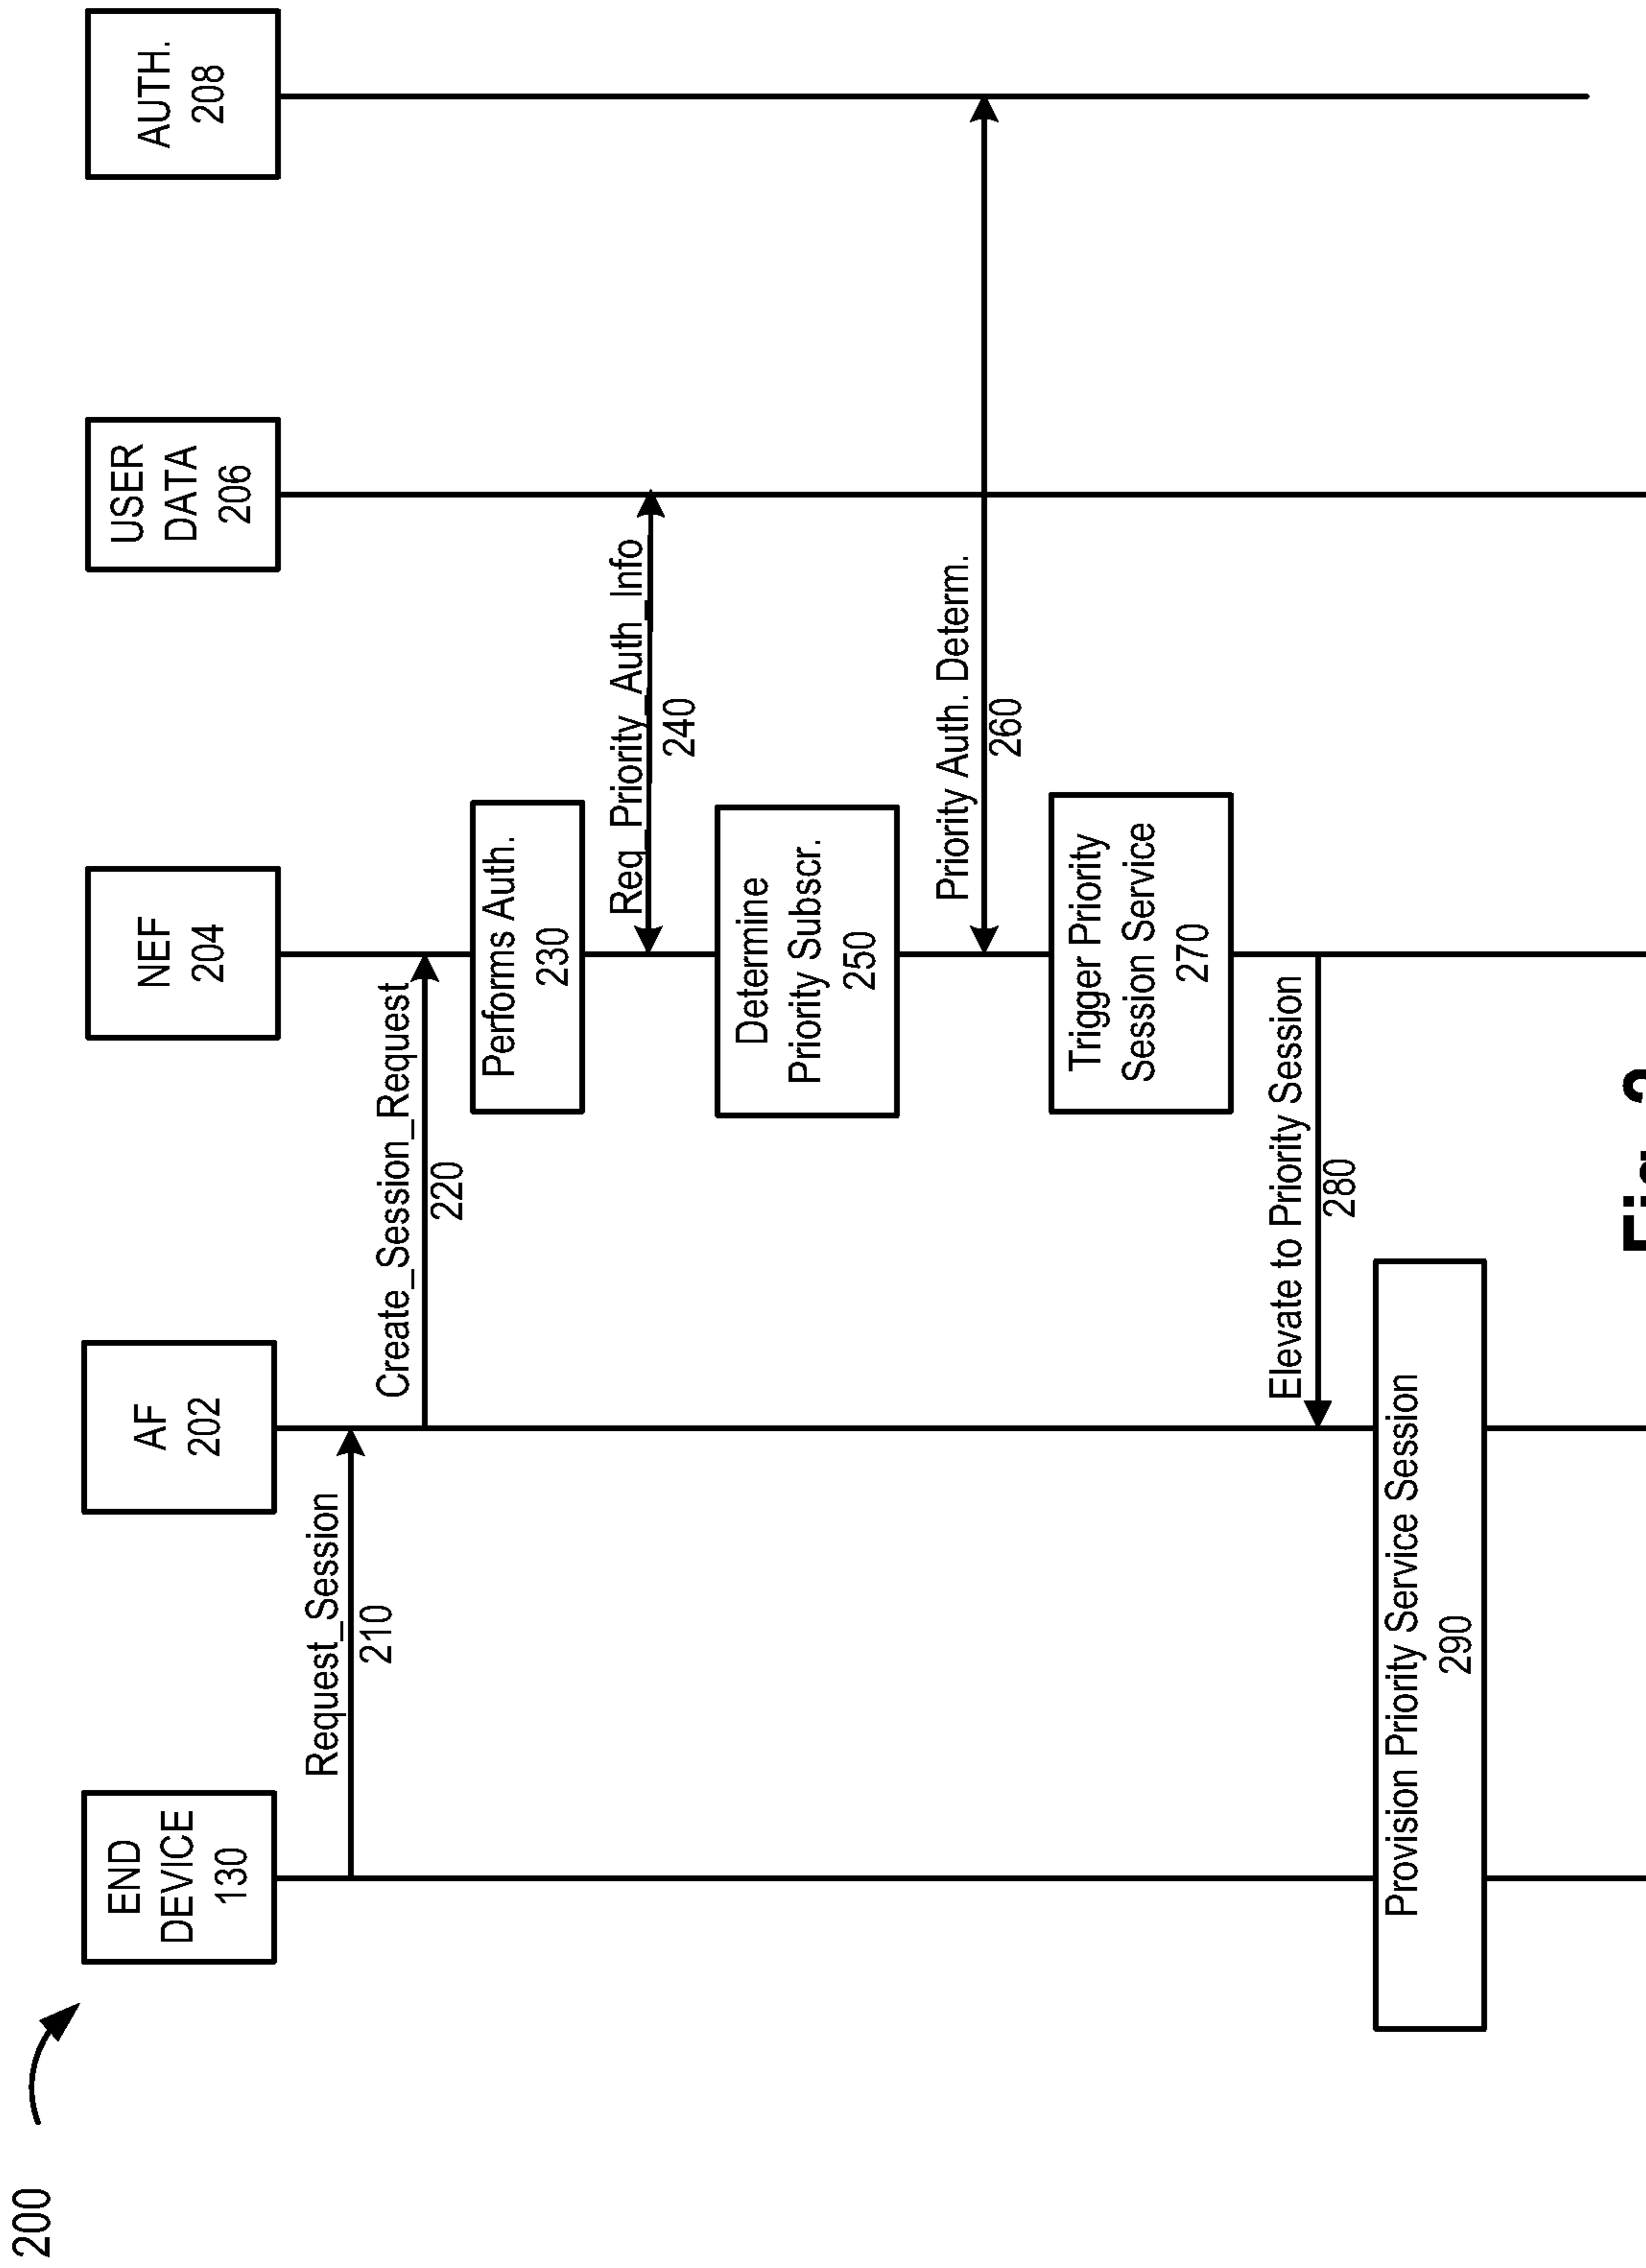 200
END
DEVICE
130
AF
202
NEF
204
USER
DATA
206
AUTH.
208
Request_Session
210
Create_Session_Request
220
Performs Auth.
230
Req_Priority_Auth_Info
240
Determine
Priority Subscr.
250
Priority Auth. Determ.
260
Trigger Priority
Session Service
270
Elevate to Priority Session
280
Provision Priority Service Session
290